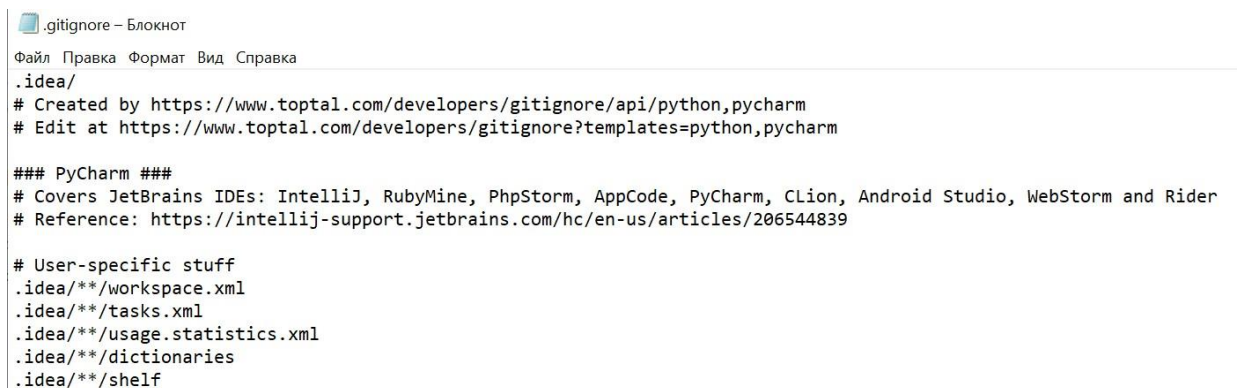 .gitignore – Блокнот
Файл Правка Формат Вид Справка
.idea/
# Created by https://www.toptal.com/developers/gitignore/api/python,pycharm
# Edit at https://www.toptal.com/developers/gitignore?templates=python,pycharm
### PyCharm ###
# Covers JetBrains IDEs: IntelliJ, RubyMine, PhpStorm, AppCode, PyCharm, CLion, Android Studio, WebStorm and Rider
# Reference: https://intellij-support.jetbrains.com/hc/en-us/articles/206544839
# User-specific stuff
.idea/**/workspace.xml
.idea/**/tasks.xml
.idea/**/usage.statistics.xml
.idea/**/dictionaries
.idea/**/shelf